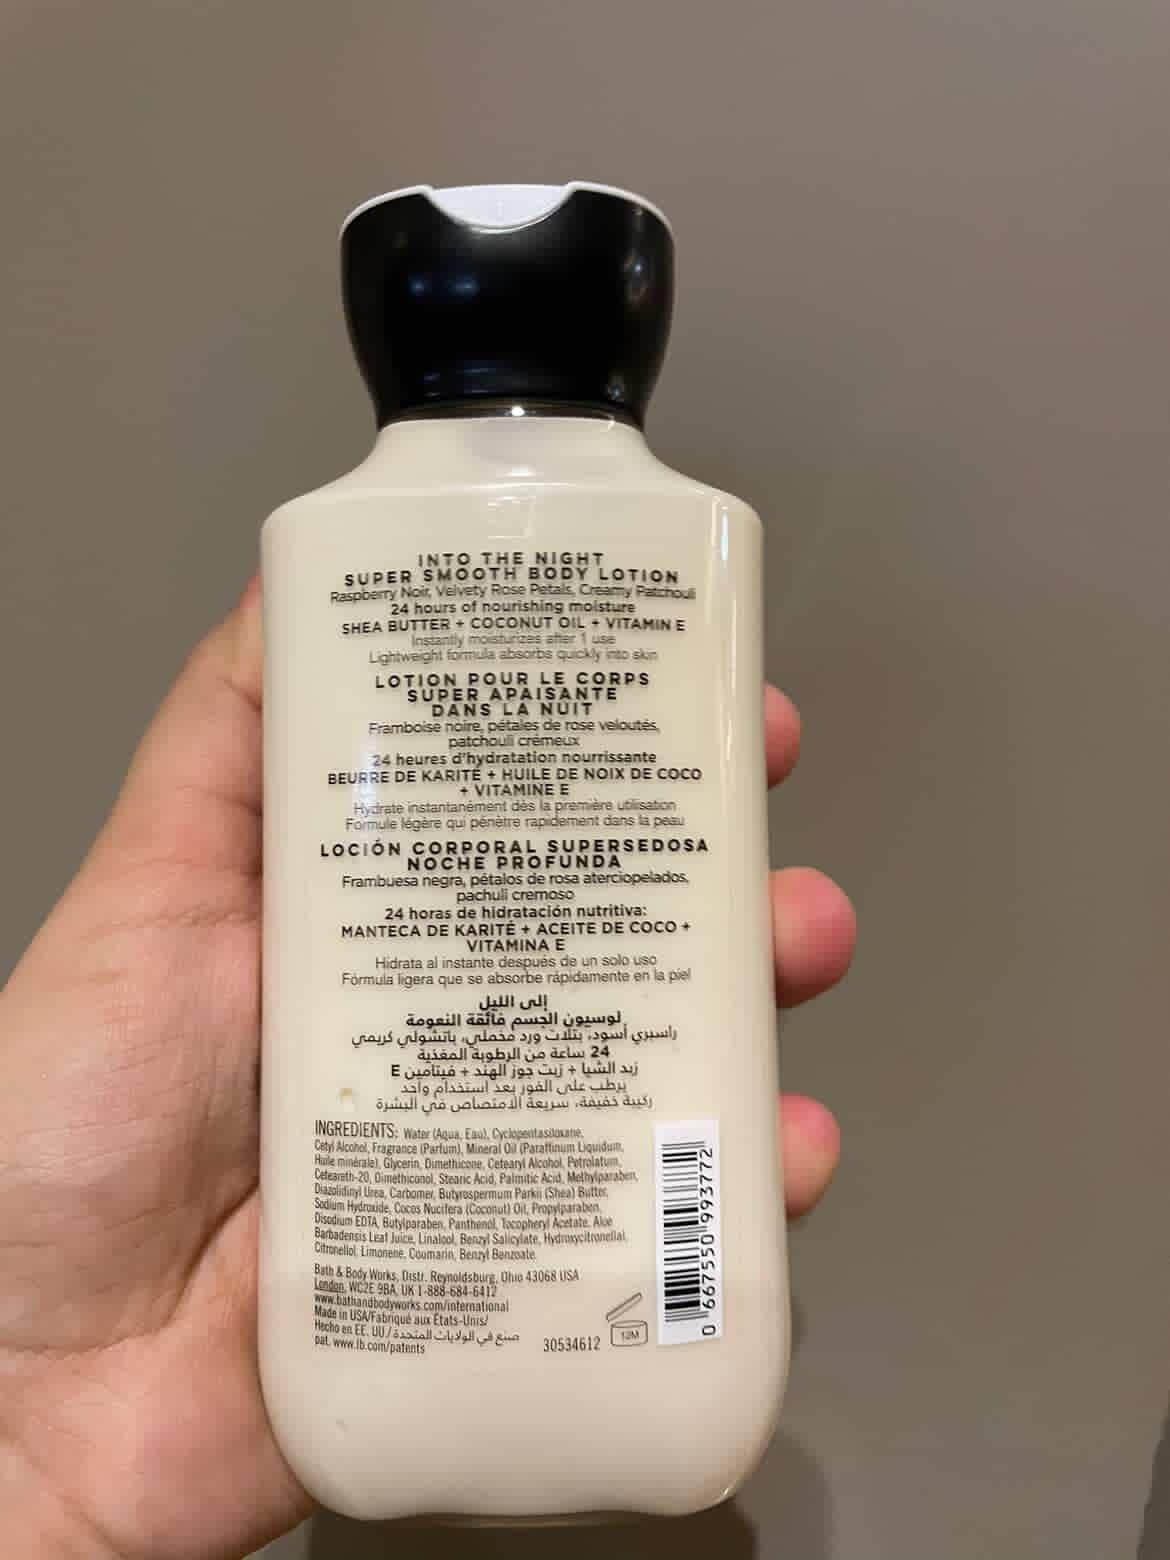 INTO THE NIGHT
SUPER SMOOTH BODY LOTION
Raspberry Noir, Velvety Rose Petals, Creamy Patchouli
24 hours of nourishing moisture
SHEA BUTTER + COCONUT OIL + VITAMIN E
Instantly moisturizes after 1 use
Lightweight formula absorbs quickly into skin
LOTION POUR LE CORPS
SUPER APAISANTE
DANS LA NUIT
Framboise noire, pétales de rose veloutés,
patchouli crémeux
24 heures d'hydratation nourrissante
BEURRE DE KARITÉ + HUILE DE NOIX DE COCO
+ VITAMINE E
Hydrate instantanément dès la première utilisation
Formule légère qui pénètre rapidement dans la peau
LOCIÓN CORPORAL SUPERSEDOSA
NOCHE PROFUNDA
Frambuesa negra, pétalos de rosa aterciopelados,
pachulí cremoso
24 horas de hidratación nutritiva:
MANTECA DE KARITÉ + ACEITE DE COCO +
VITAMINA E
Hidrata al instante después de un solo uso
Fórmula ligera que se absorbe rápidamente en la piel
إلى الليل
لوسيون الجسم فائقة النعومة
راسبري أسود، بتلات ورد مخملي، باتشولي كريمي
24 ساعة من الرطوبة المغذية
زبد الشيا + زيت جوز الهند + فيتامين E
يرطب على الفور بعد استخدام واحد
ركيبة خفيفة، سريعة الامتصاص في البشرة
INGREDIENTS: Water (Aqua, Eau), Cyclopentasiloxane,
Cetyl Alcohol, Fragrance (Parfum), Mineral Oil (Paraffinum Liquidum,
Huile minérale), Glycerin, Dimethicone, Cetearyl Alcohol, Petrolatum,
Ceteareth-20, Dimethiconol, Stearic Acid, Palmitic Acid, Methylparaben,
Diazolidinyl Urea, Carbomer, Butyrospermum Parkii (Shea) Butter,
Sodium Hydroxide, Cocos Nucifera (Coconut) Oil, Propylparaben,
Disodium EDTA, Butylparaben, Panthenol, Tocopheryl Acetate, Aloe
Barbadensis Leaf Juice, Linalool, Benzyl Salicylate, Hydroxycitronellal,
Citronellol, Limonene, Coumarin, Benzyl Benzoate.
Bath & Body Works, Distr. Reynoldsburg, Ohio 43068 USA
London, WC2E 9BA, UK 1-888-684-6412
www.bathandbodyworks.com/international
Made in USA/Fabriqué aux États-Unis/
Hecho en EE. UU./صنع في الولايات المتحدة
pat. www.lb.com/patents
30534612
12M
0 667550 993772